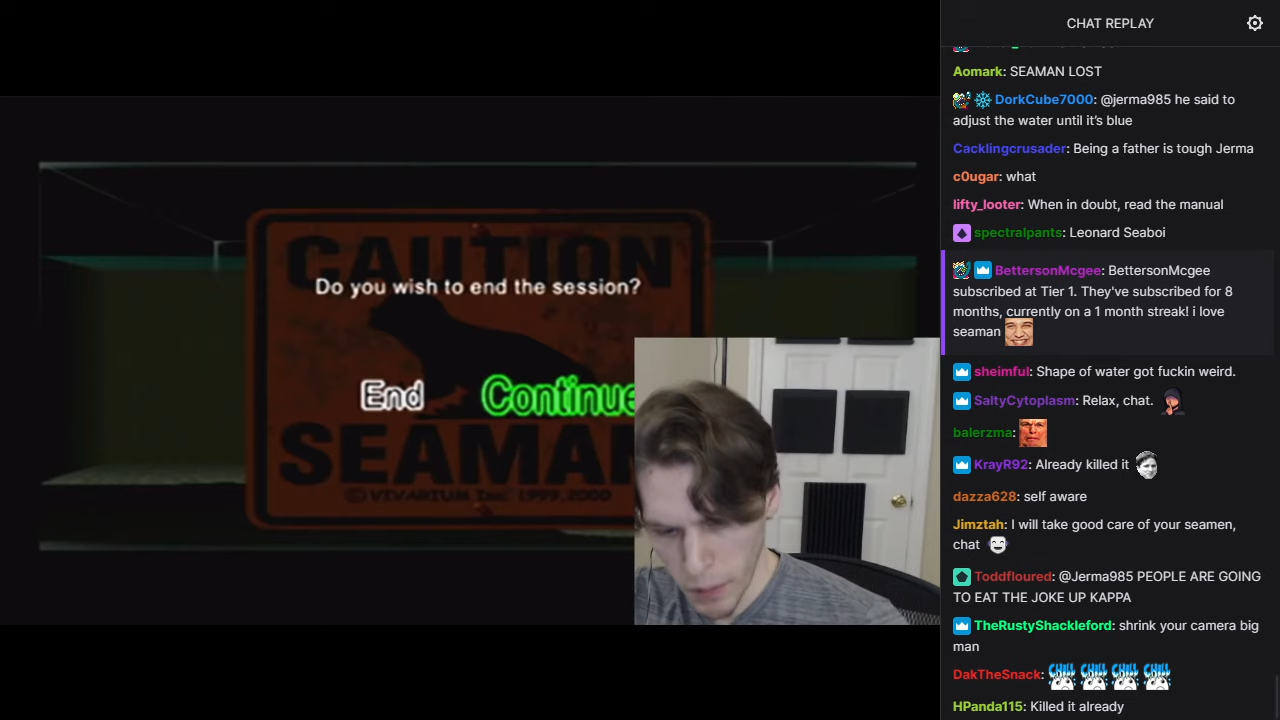 CHAT REPLAY
Aomark: SEAMAN LOST
DorkCube7000: @jerma985 he said to
adjust the water until it's blue
Cacklingcrusader: Being a father is tough Jerma
c0ugar: what
lifty_looter: When in doubt, read the manual
spectralpants: Leonard Seaboi
BettersonMcgee: BettersonMcgee
subscribed at Tier 1. They've subscribed for 8
months, currently on a 1 month streak! i love
seaman
sheimful: Shape of water got fuckin weird.
SaltyCytoplasm: Relax, chat.
balerzma:
KrayR92: Already killed it
dazza628: self aware
Jimztah: I will take good care of your seamen,
chat
Toddfloured: @Jerma985 PEOPLE ARE GOING
TO EAT THE JOKE UP KAPPA
TheRustyShackleford: shrink your camera big
man
DakTheSnack: CHILL CHILL CHILL CHILL
HPanda115: Killed it already
CAUTION
Do you wish to end the session?
End Continue
SEAMAN
© VIVARIUM Inc. 1999,2000